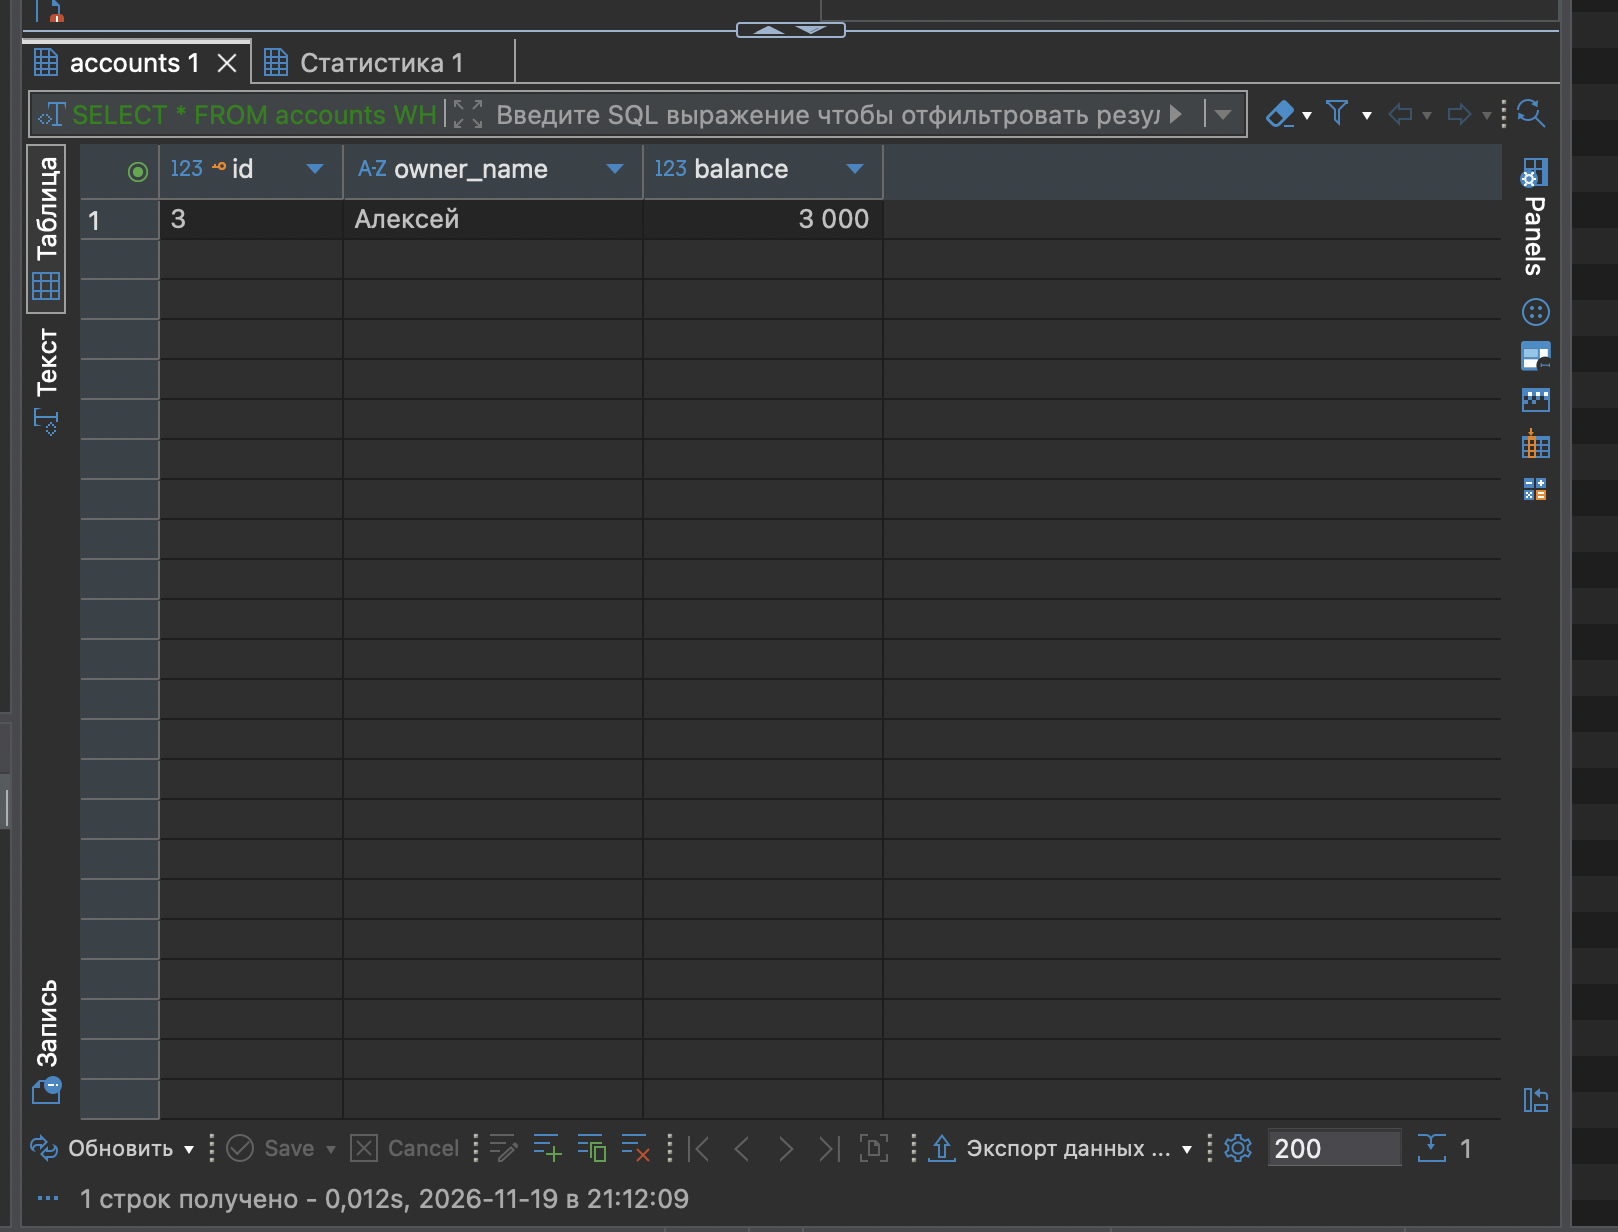 accounts 1
Статистика 1
SELECT * FROM accounts WH
Введите SQL выражение чтобы отфильтровать резул
Таблица
Текст
Запись
123 id
A-Z owner_name
123 balance
1 3 Алексей 3 000
Panels
Обновить
Save
Cancel
Экспорт данных ...
200
1
1 строк получено - 0,012s, 2026-11-19 в 21:12:09